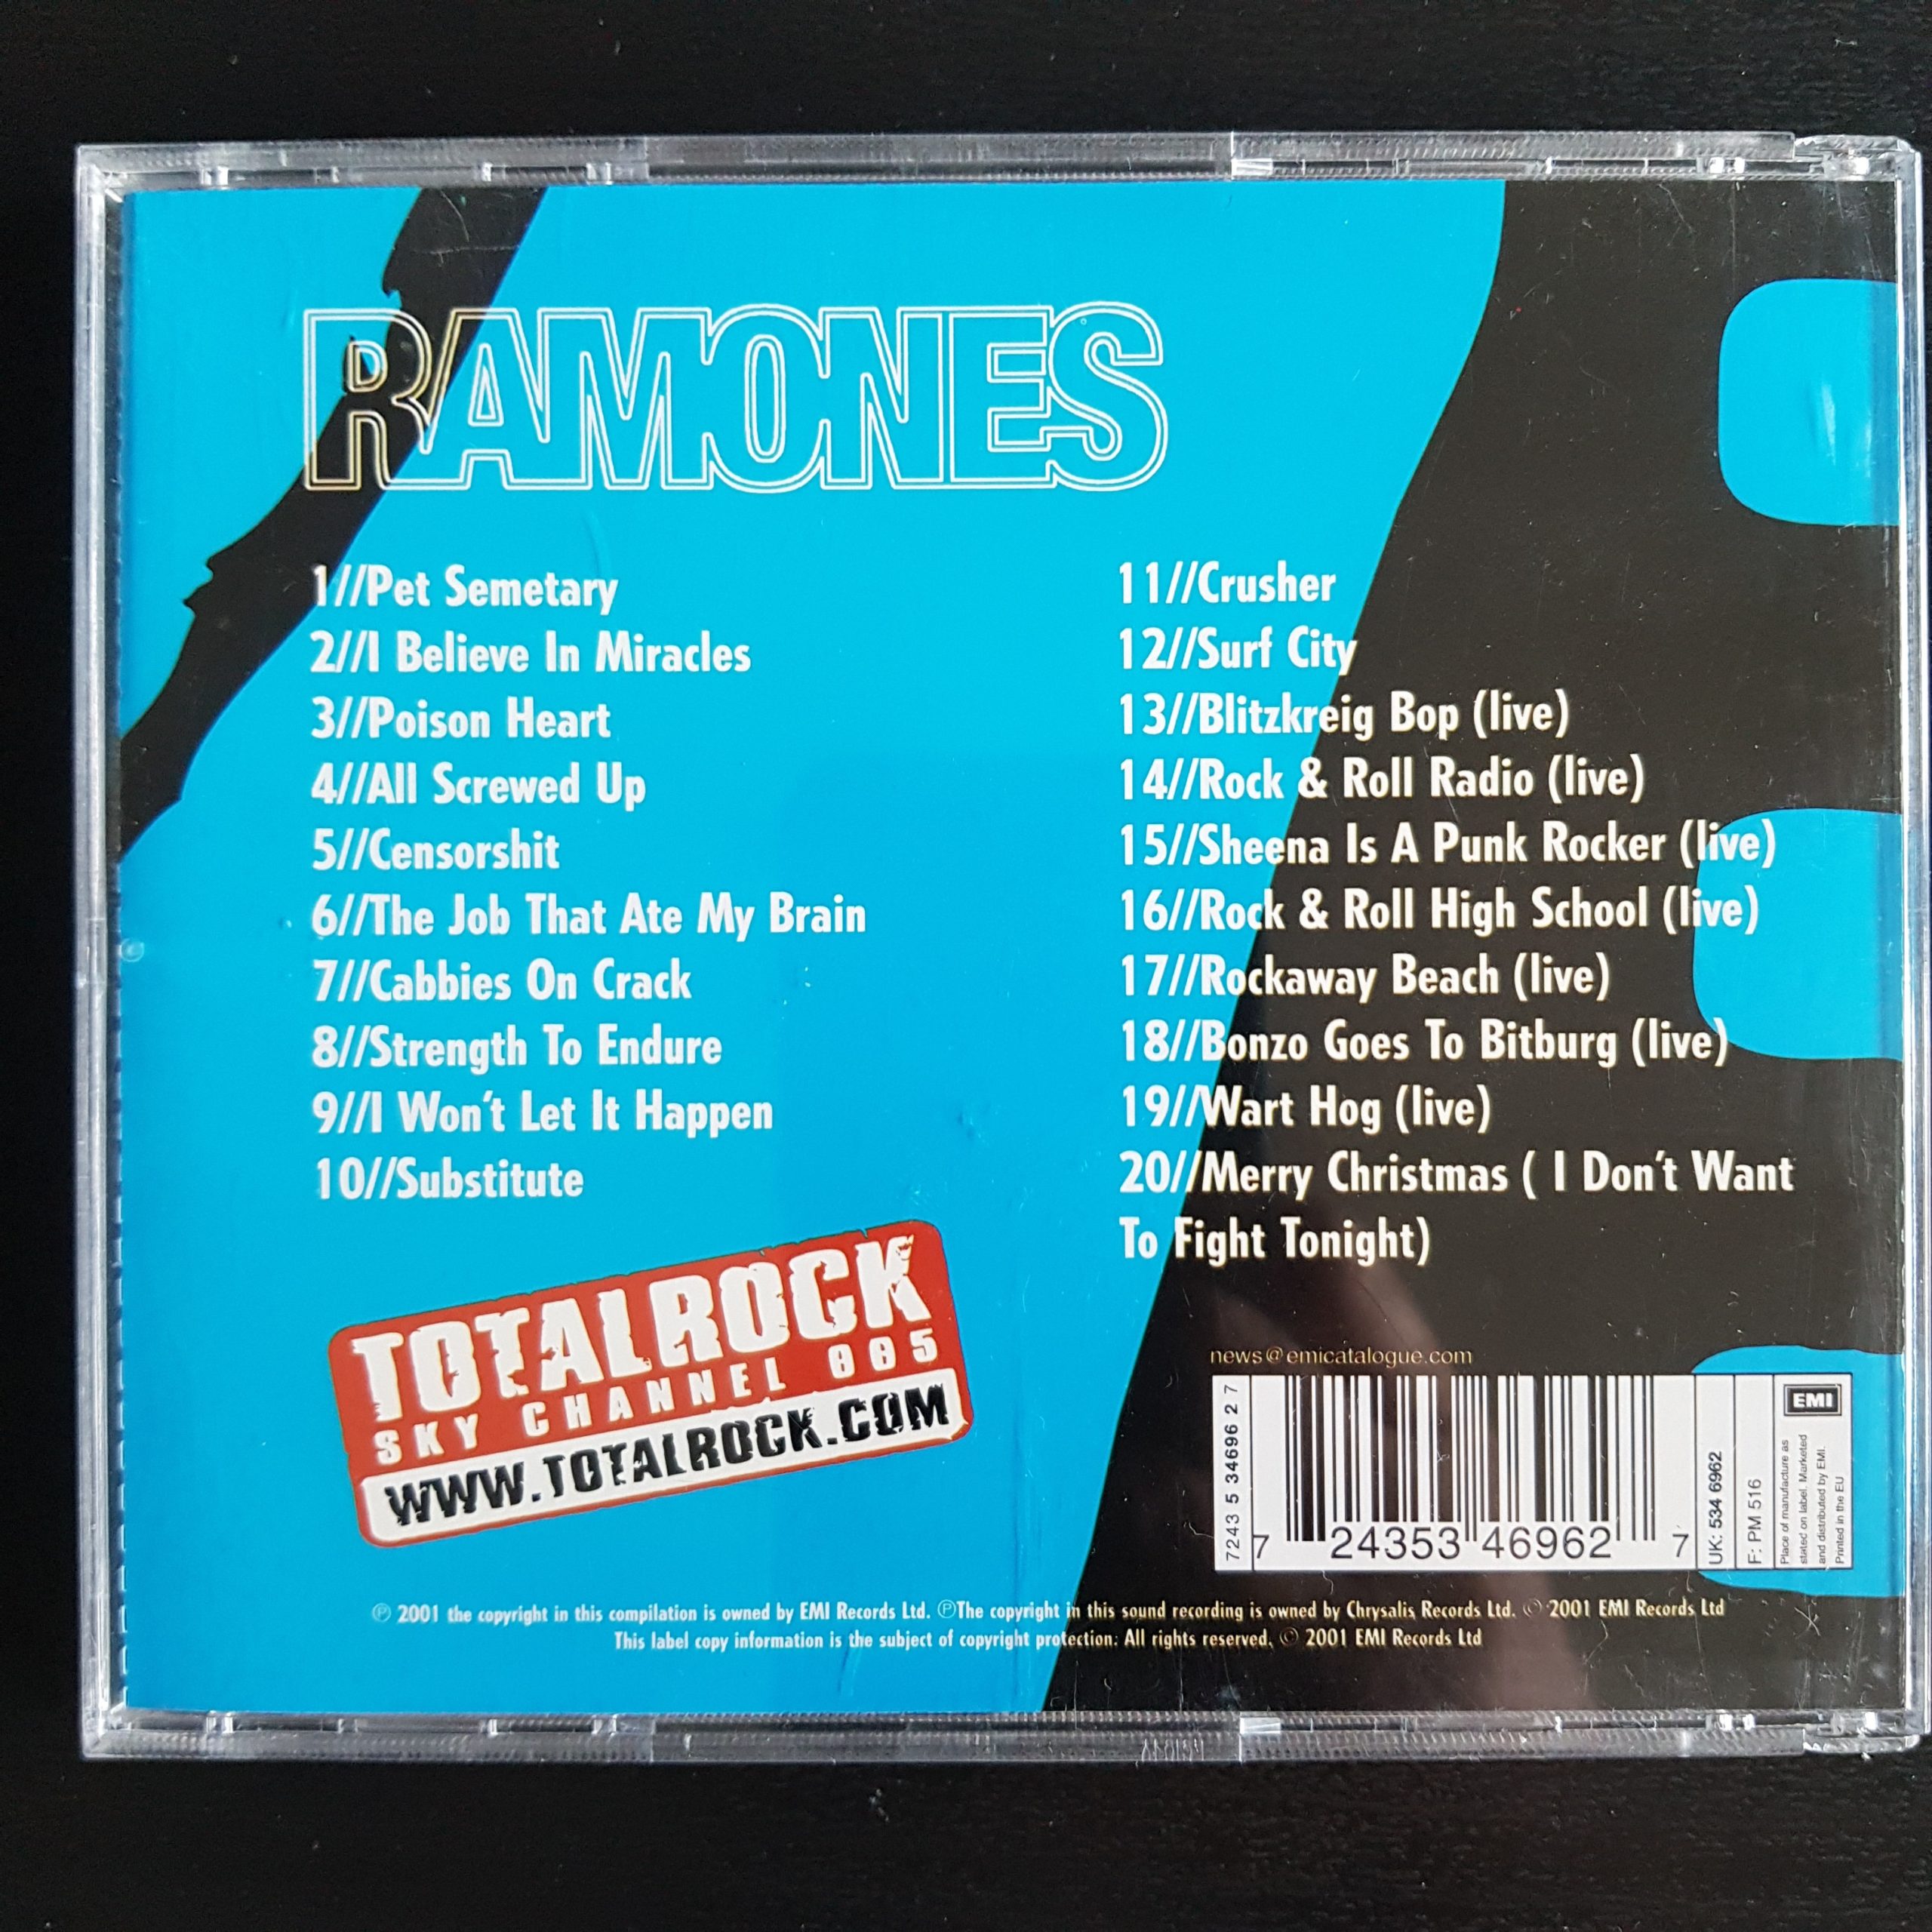 RAMONES
1//Pet Semetary
2//I Believe In Miracles
3//Poison Heart
4//All Screwed Up
5//Censorshit
6//The Job That Ate My Brain
7//Cabbies On Crack
8//Strength To Endure
9//I Won't Let It Happen
10//Substitute
11//Crusher
12//Surf City
13//Blitzkreig Bop (live)
14//Rock & Roll Radio (live)
15//Sheena Is A Punk Rocker (live)
16//Rock & Roll High School (live)
17//Rockaway Beach (live)
18//Bonzo Goes To Bitburg (live)
19//Wart Hog (live)
20//Merry Christmas ( I Don't Want
To Fight Tonight)
TOTALROCK
SKY CHANNEL 005
WWW.TOTALROCK.COM
news@emicatalogue.com
7243 5 34696 2 7
7 24353 46962 7
UK: 534 6962
F: PM 516
EMI
Place of manufacture as
stated on label. Marketed
and distributed by EMI.
Printed in the EU
℗ 2001 the copyright in this compilation is owned by EMI Records Ltd. ℗The copyright in this sound recording is owned by Chrysalis Records Ltd. © 2001 EMI Records Ltd
This label copy information is the subject of copyright protection. All rights reserved. © 2001 EMI Records Ltd